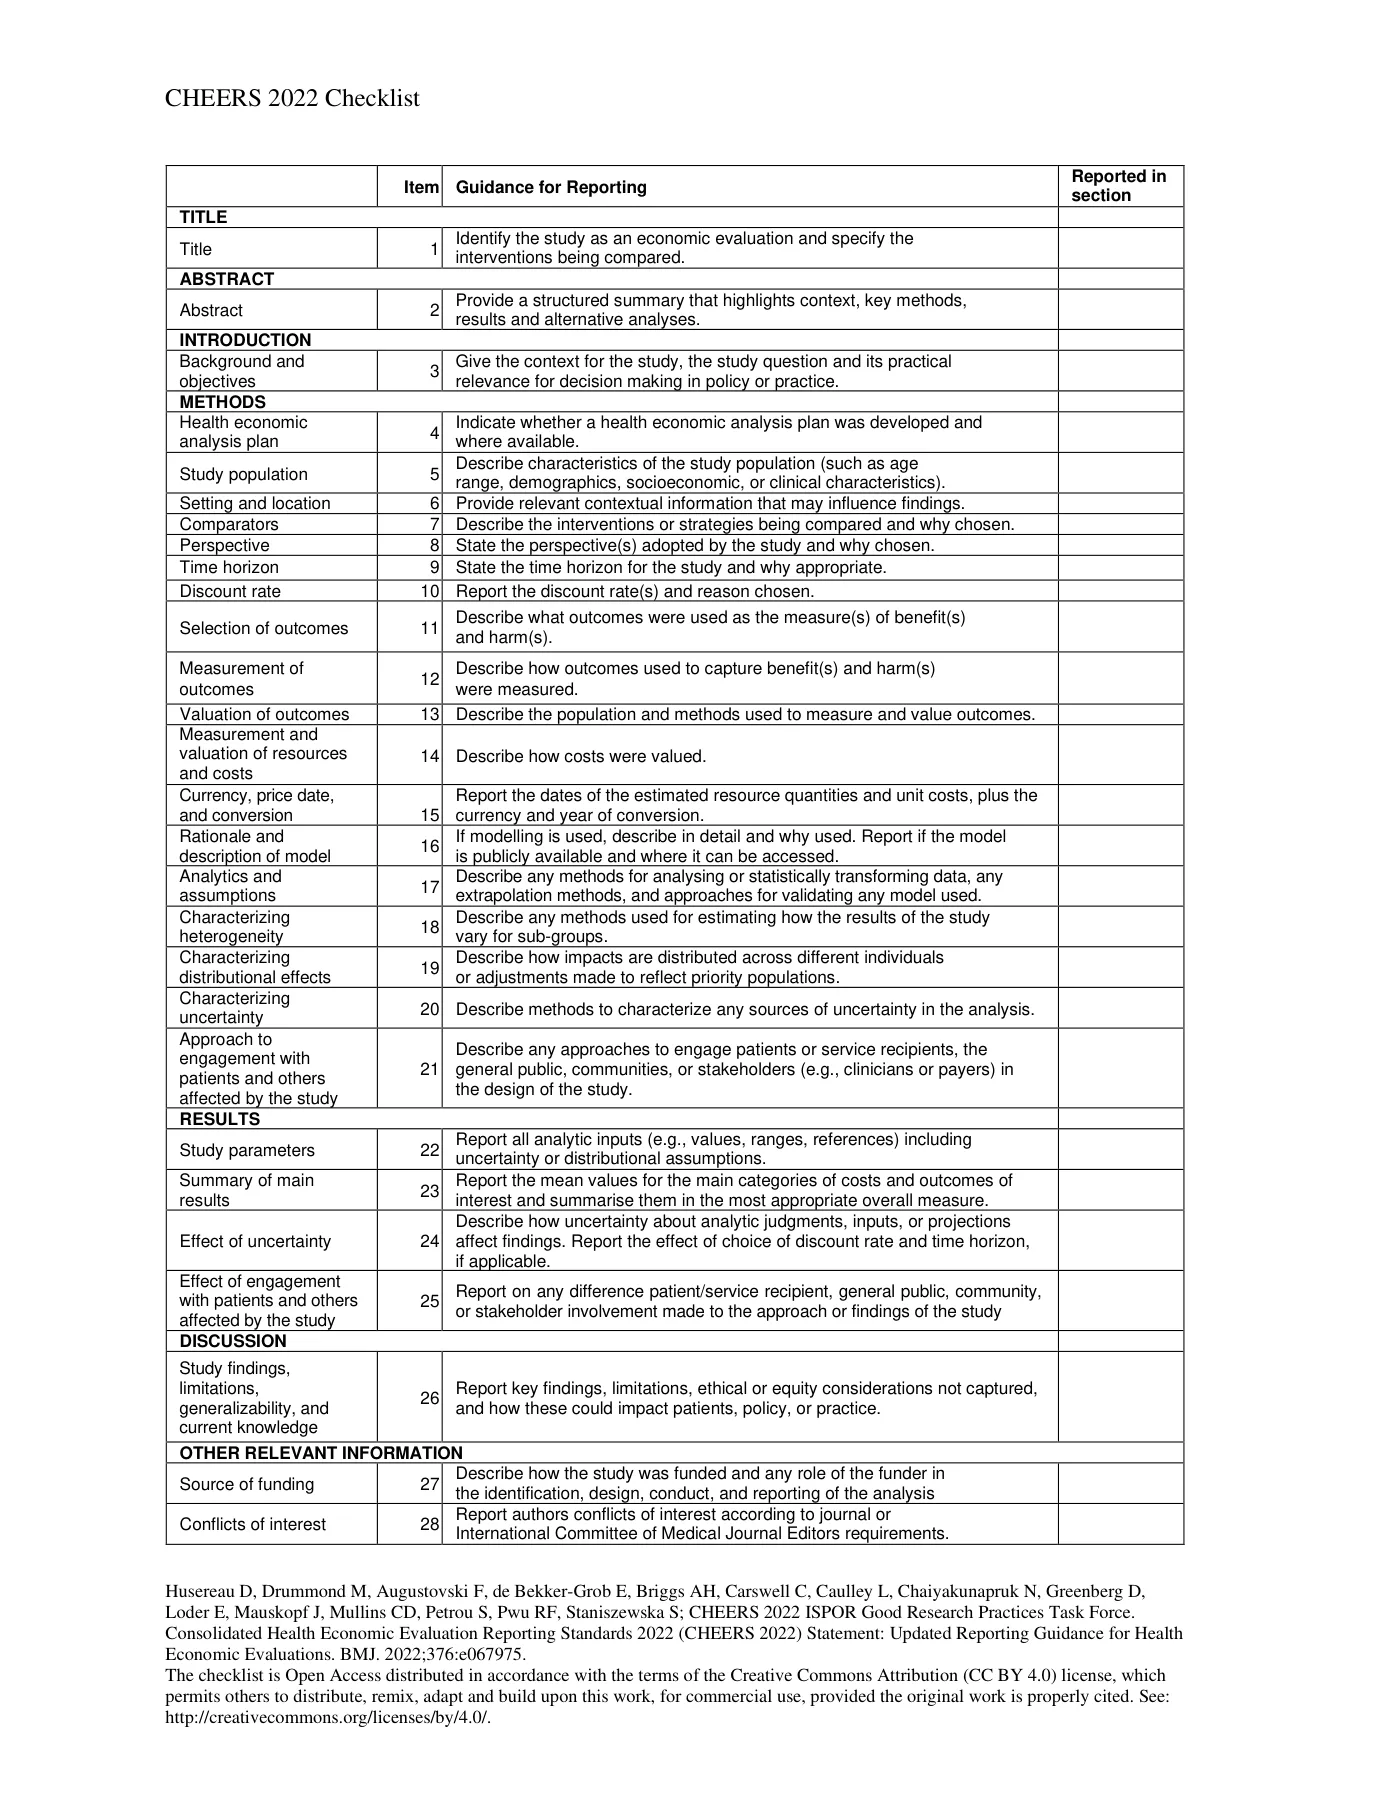 CHEERS 2022 Checklist
Item
Guidance for Reporting
Reported in
section
TITLE
Title
1
Identify the study as an economic evaluation and specify the
interventions being compared.
ABSTRACT
Abstract
2
Provide a structured summary that highlights context, key methods,
results and alternative analyses.
INTRODUCTION
Background and
objectives
3
Give the context for the study, the study question and its practical
relevance for decision making in policy or practice.
METHODS
Health economic
analysis plan
4
Indicate whether a health economic analysis plan was developed and
where available.
Study population
5
Describe characteristics of the study population (such as age
range, demographics, socioeconomic, or clinical characteristics).
Setting and location
6
Provide relevant contextual information that may influence findings.
Comparators
7
Describe the interventions or strategies being compared and why chosen.
Perspective
8
State the perspective(s) adopted by the study and why chosen.
Time horizon
9
State the time horizon for the study and why appropriate.
Discount rate
10
Report the discount rate(s) and reason chosen.
Selection of outcomes
11
Describe what outcomes were used as the measure(s) of benefit(s)
and harm(s).
Measurement of
outcomes
12
Describe how outcomes used to capture benefit(s) and harm(s)
were measured.
Valuation of outcomes
13
Describe the population and methods used to measure and value outcomes.
Measurement and
valuation of resources
and costs
14
Describe how costs were valued.
Currency, price date,
and conversion
15
Report the dates of the estimated resource quantities and unit costs, plus the
currency and year of conversion.
Rationale and
description of model
16
If modelling is used, describe in detail and why used. Report if the model
is publicly available and where it can be accessed.
Analytics and
assumptions
17
Describe any methods for analysing or statistically transforming data, any
extrapolation methods, and approaches for validating any model used.
Characterizing
heterogeneity
18
Describe any methods used for estimating how the results of the study
vary for sub-groups.
Characterizing
distributional effects
19
Describe how impacts are distributed across different individuals
or adjustments made to reflect priority populations.
Characterizing
uncertainty
20
Describe methods to characterize any sources of uncertainty in the analysis.
Approach to
engagement with
patients and others
affected by the study
21
Describe any approaches to engage patients or service recipients, the
general public, communities, or stakeholders (e.g., clinicians or payers) in
the design of the study.
RESULTS
Study parameters
22
Report all analytic inputs (e.g., values, ranges, references) including
uncertainty or distributional assumptions.
Summary of main
results
23
Report the mean values for the main categories of costs and outcomes of
interest and summarise them in the most appropriate overall measure.
Effect of uncertainty
24
Describe how uncertainty about analytic judgments, inputs, or projections
affect findings. Report the effect of choice of discount rate and time horizon,
if applicable.
Effect of engagement
with patients and others
affected by the study
25
Report on any difference patient/service recipient, general public, community,
or stakeholder involvement made to the approach or findings of the study
DISCUSSION
Study findings,
limitations,
generalizability, and
current knowledge
26
Report key findings, limitations, ethical or equity considerations not captured,
and how these could impact patients, policy, or practice.
OTHER RELEVANT INFORMATION
Source of funding
27
Describe how the study was funded and any role of the funder in
the identification, design, conduct, and reporting of the analysis
Conflicts of interest
28
Report authors conflicts of interest according to journal or
International Committee of Medical Journal Editors requirements.
Husereau D, Drummond M, Augustovski F, de Bekker-Grob E, Briggs AH, Carswell C, Caulley L, Chaiyakunapruk N, Greenberg D,
Loder E, Mauskopf J, Mullins CD, Petrou S, Pwu RF, Staniszewska S; CHEERS 2022 ISPOR Good Research Practices Task Force.
Consolidated Health Economic Evaluation Reporting Standards 2022 (CHEERS 2022) Statement: Updated Reporting Guidance for Health
Economic Evaluations. BMJ. 2022;376:e067975.
The checklist is Open Access distributed in accordance with the terms of the Creative Commons Attribution (CC BY 4.0) license, which
permits others to distribute, remix, adapt and build upon this work, for commercial use, provided the original work is properly cited. See:
http://creativecommons.org/licenses/by/4.0/.